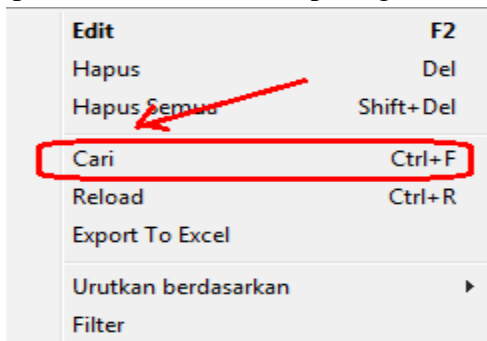 Edit F2
Hapus Del
Hapus Semua Shift+Del
Cari Ctrl+F
Reload Ctrl+R
Export To Excel
Urutkan berdasarkan
Filter